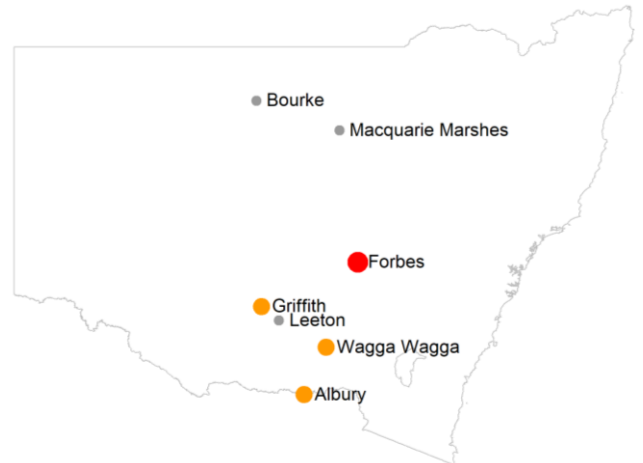 Bourke
Macquarie Marshes
Forbes
Griffith
Leeton
Wagga Wagga
Albury